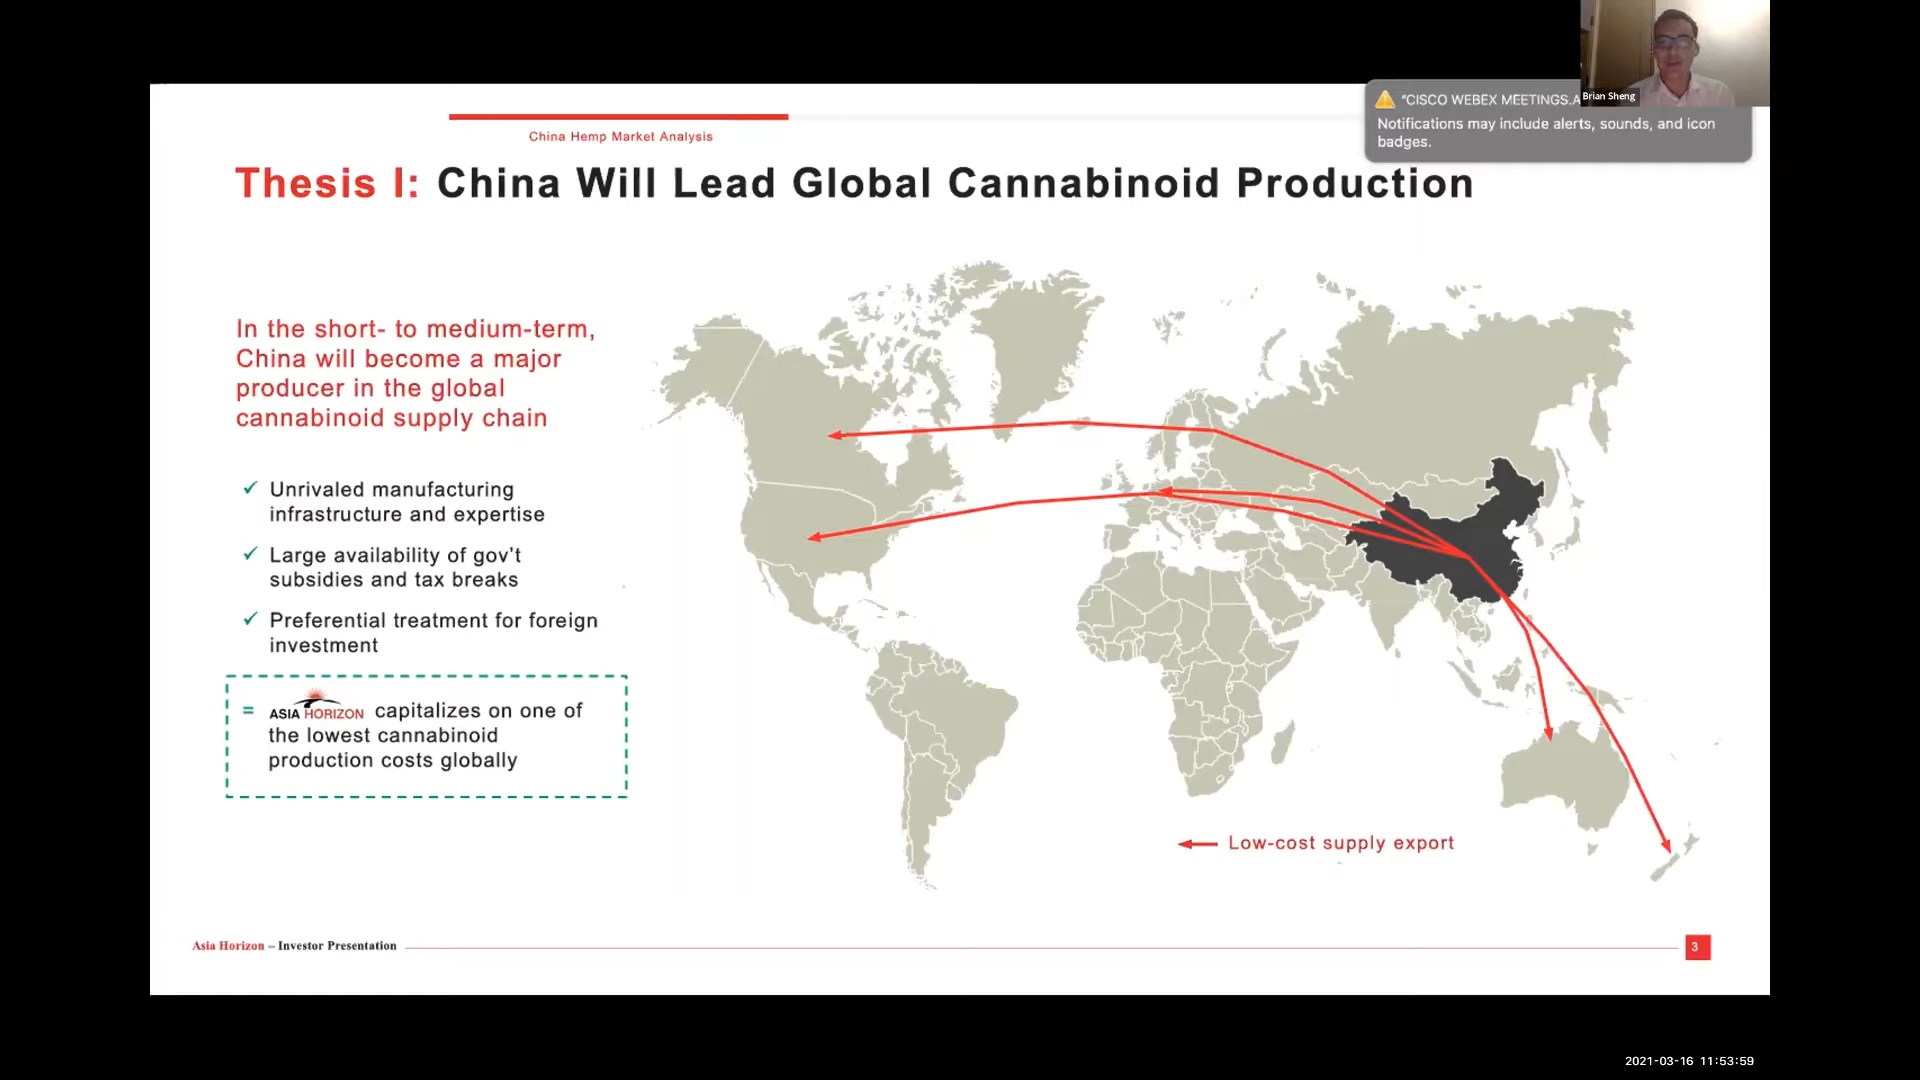 "CISCO WEBEX MEETINGS.A
Brian Sheng
Notifications may include alerts, sounds, and icon
badges.
China Hemp Market Analysis
Thesis I: China Will Lead Global Cannabinoid Production
In the short- to medium-term,
China will become a major
producer in the global
cannabinoid supply chain
✓ Unrivaled manufacturing
infrastructure and expertise
✓ Large availability of gov't
subsidies and tax breaks
✓ Preferential treatment for foreign
investment
= ASIA HORIZON capitalizes on one of
the lowest cannabinoid
production costs globally
Low-cost supply export
Asia Horizon – Investor Presentation
3
2021-03-16 11:53:59